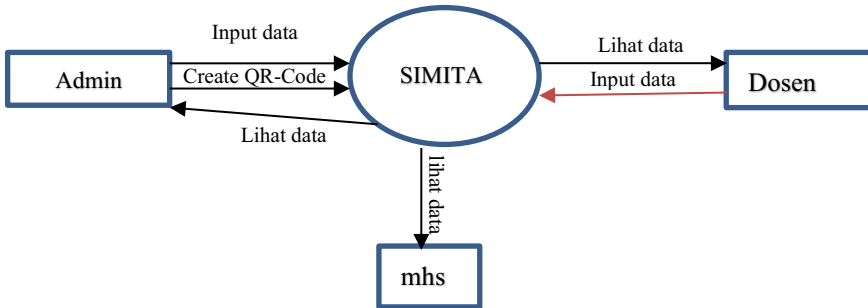 Input data
Admin
Create QR-Code
Lihat data
SIMITA
Lihat data
Input data
Dosen
lihat data
mhs